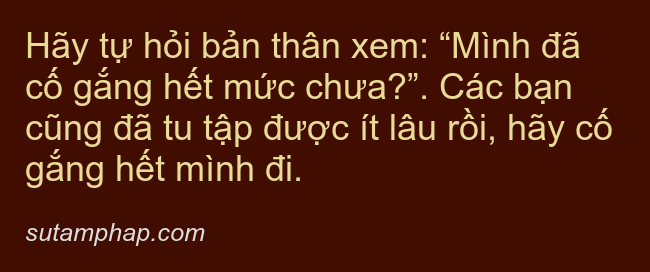 Hãy tự hỏi bản thân xem: “Mình đã
cố gắng hết mức chưa?”. Các bạn
cũng đã tu tập được ít lâu rồi, hãy cố
gắng hết mình đi.
sutamphap.com